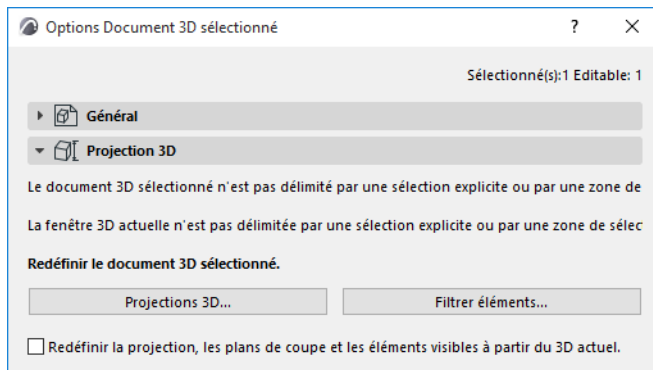 Options Document 3D sélectionné
?
Sélectionné(s):1 Editable: 1
Général
Projection 3D
Le document 3D sélectionné n'est pas délimité par une sélection explicite ou par une zone de
La fenêtre 3D actuelle n'est pas délimitée par une sélection explicite ou par une zone de sélec
Redéfinir le document 3D sélectionné.
Projections 3D... Filtrer éléments...
Redéfinir la projection, les plans de coupe et les éléments visibles à partir du 3D actuel.